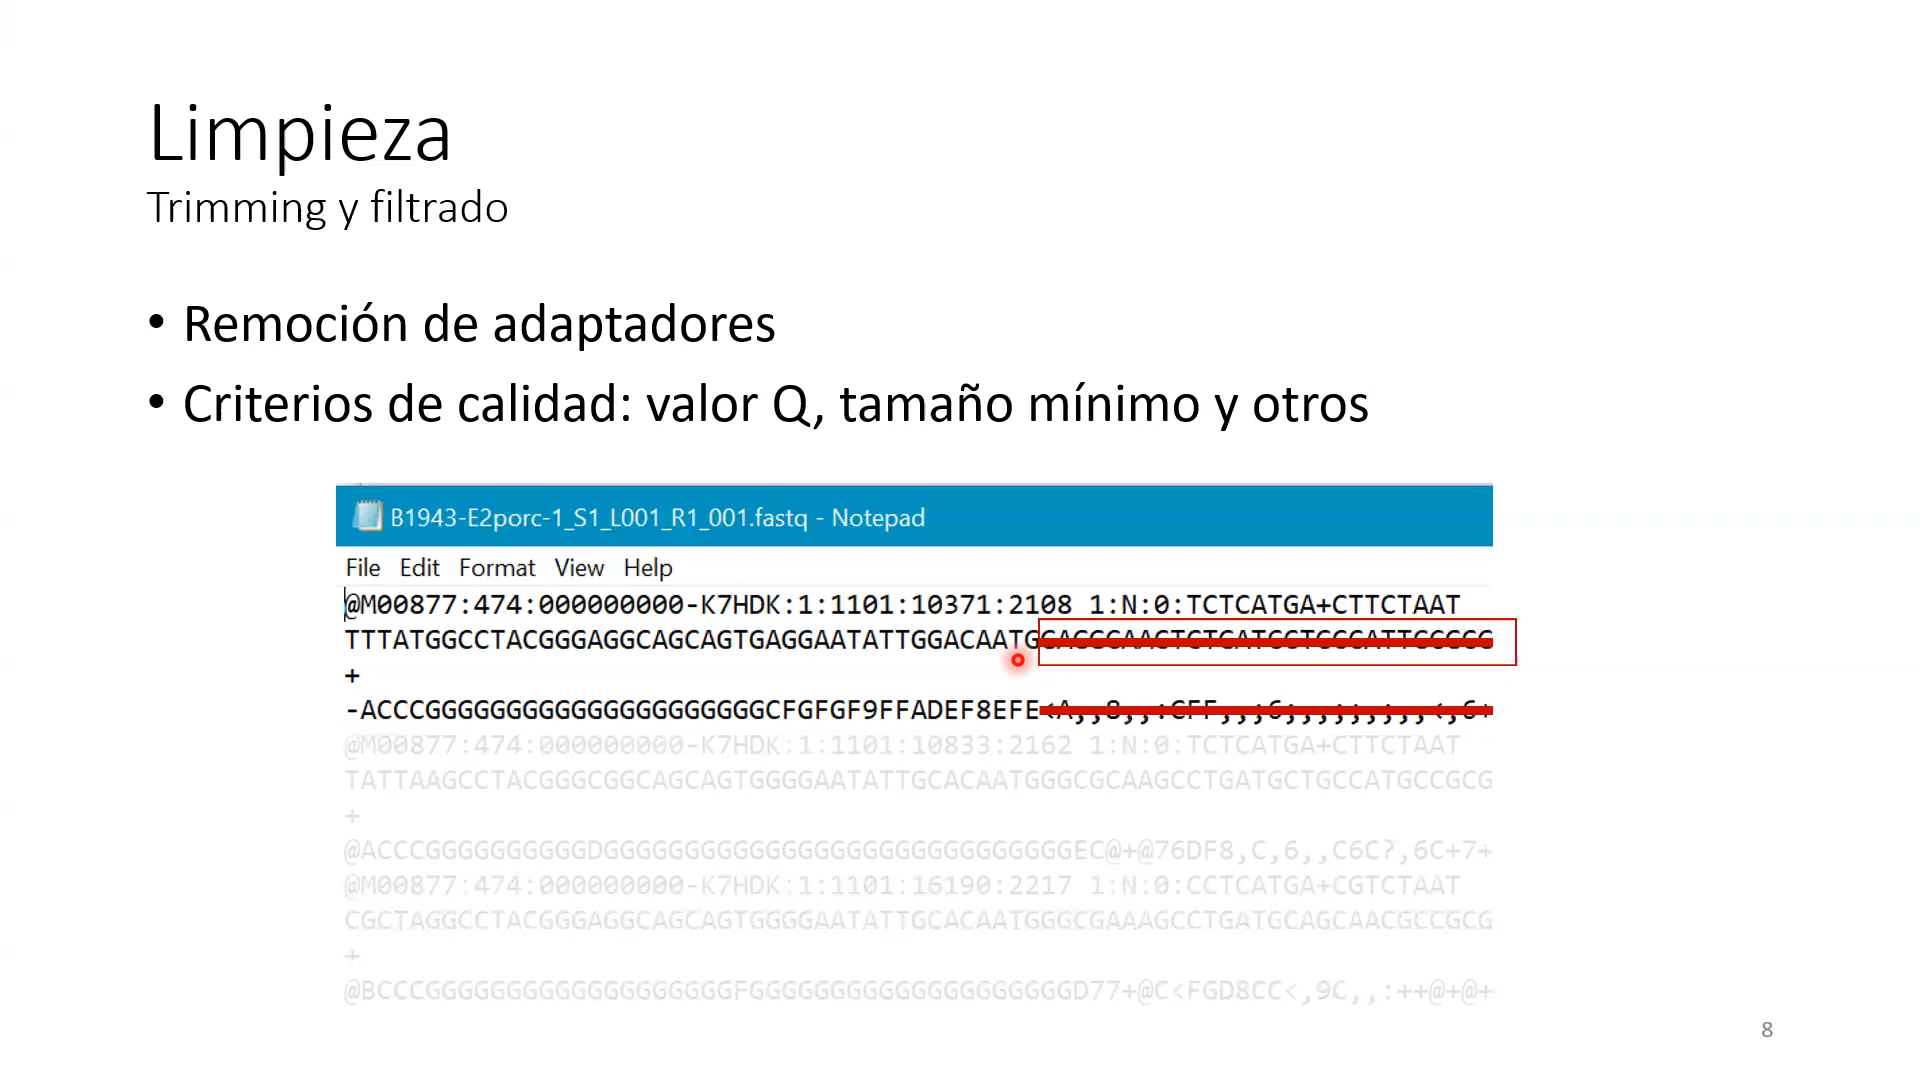 Limpieza
Trimming y filtrado
• Remoción de adaptadores
• Criterios de calidad: valor Q, tamaño mínimo y otros
B1943-E2porc-1_S1_L001_R1_001.fastq - Notepad
File Edit Format View Help
@M00877:474:000000000-K7HDK:1:1101:10371:2108 1:N:0:TCTCATGA+CTTCTAAT
TTTATGGCCTACGGGAGGCAGCAGTGAGGAATATTGGACAATG
+
-ACCCGGGGGGGGGGGGGGGGGGGGGCFGFGF9FFADEF8EFE
@M00877:474:000000000-K7HDK:1:1101:10833:2162 1:N:0:TCTCATGA+CTTCTAAT
TATTAAGCCTACGGGCGGCAGCAGTGGGGAATATTGCACAATGGGCGCAAGCCTGATGCTGCCATGCCGCG
+
@ACCCGGGGGGGGGGDGGGGGGGGGGGGGGGGGGGGGGGGGGGGGEC@+@76DF8,C,6,,C6C?,6C+7+
@M00877:474:000000000-K7HDK:1:1101:16190:2217 1:N:0:CCTCATGA+CGTCTAAT
CGCTAGGCCTACGGGAGGCAGCAGTGGGGAATATTGCACAATGGGCGAAAGCCTGATGCAGCAACGCCGCG
+
@BCCCGGGGGGGGGGGGGGGGGGGFGGGGGGGGGGGGGGGGGGGGD77+@C<FGD8CC<,9C,,:++@+@+
8